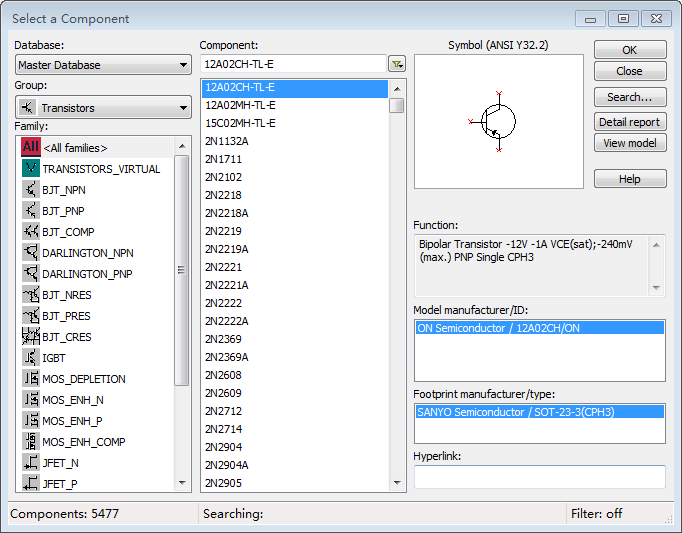 Select a Component
Database:
Master Database
Group:
Transistors
Family:
All <All families>
TRANSISTORS_VIRTUAL
BJT_NPN
BJT_PNP
BJT_COMP
DARLINGTON_NPN
DARLINGTON_PNP
BJT_NRES
BJT_PRES
BJT_CRES
IGBT
MOS_DEPLETION
MOS_ENH_N
MOS_ENH_P
MOS_ENH_COMP
JFET_N
JFET_P
Component:
12A02CH-TL-E
12A02CH-TL-E
12A02MH-TL-E
15C02MH-TL-E
2N1132A
2N1711
2N2102
2N2218
2N2218A
2N2219
2N2219A
2N2221
2N2221A
2N2222
2N2222A
2N2369
2N2369A
2N2608
2N2609
2N2712
2N2714
2N2904
2N2904A
2N2905
Symbol (ANSI Y32.2)
Function:
Bipolar Transistor -12V -1A VCE(sat);-240mV
(max.) PNP Single CPH3
Model manufacturer/ID:
ON Semiconductor / 12A02CH/ON
Footprint manufacturer/type:
SANYO Semiconductor / SOT-23-3(CPH3)
Hyperlink:
OK
Close
Search...
Detail report
View model
Help
Components: 5477
Searching:
Filter: off